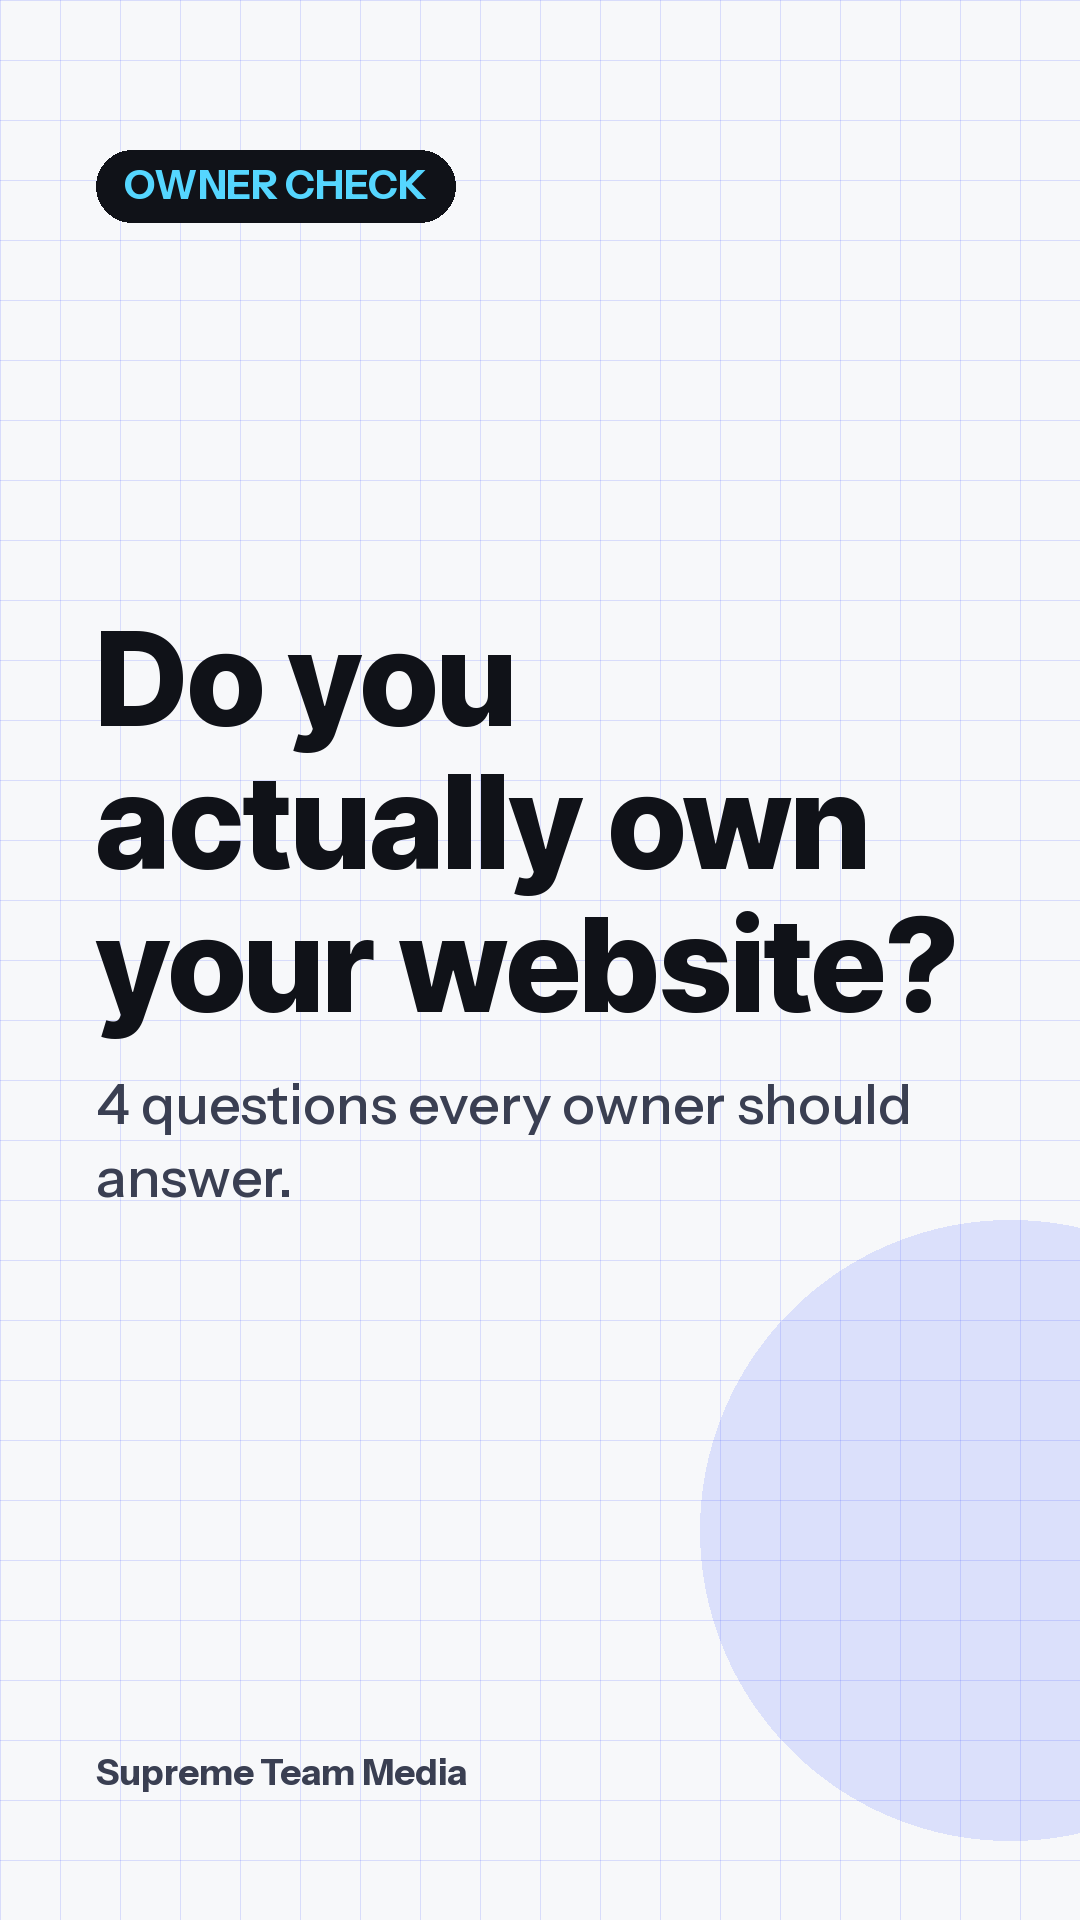 OWNER CHECK
Do you
actually own
your website?
4 questions every owner should
answer.
Supreme Team Media